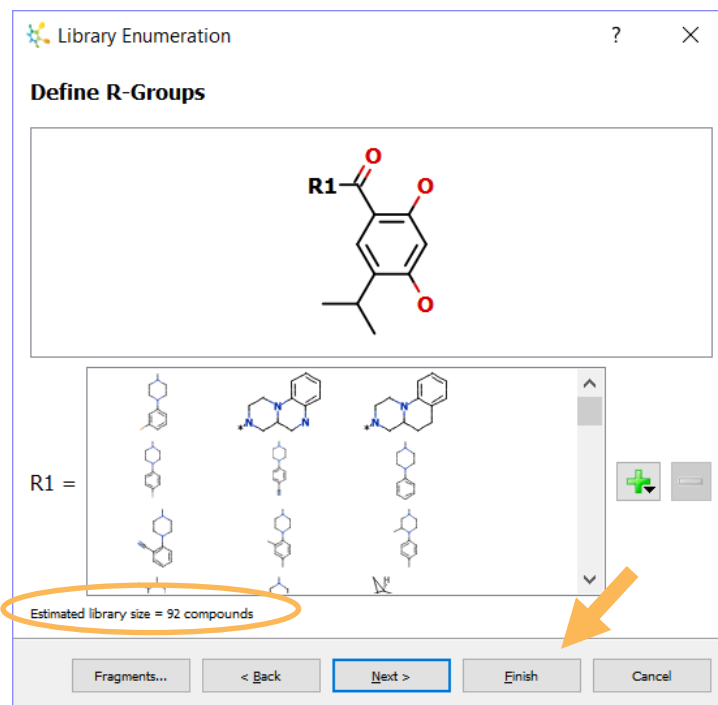 Library Enumeration ? ×
Define R-Groups
O
R1 O
O
N N
*N N *N
R1 =
H
N
Estimated library size = 92 compounds
Fragments... < Back Next > Finish Cancel